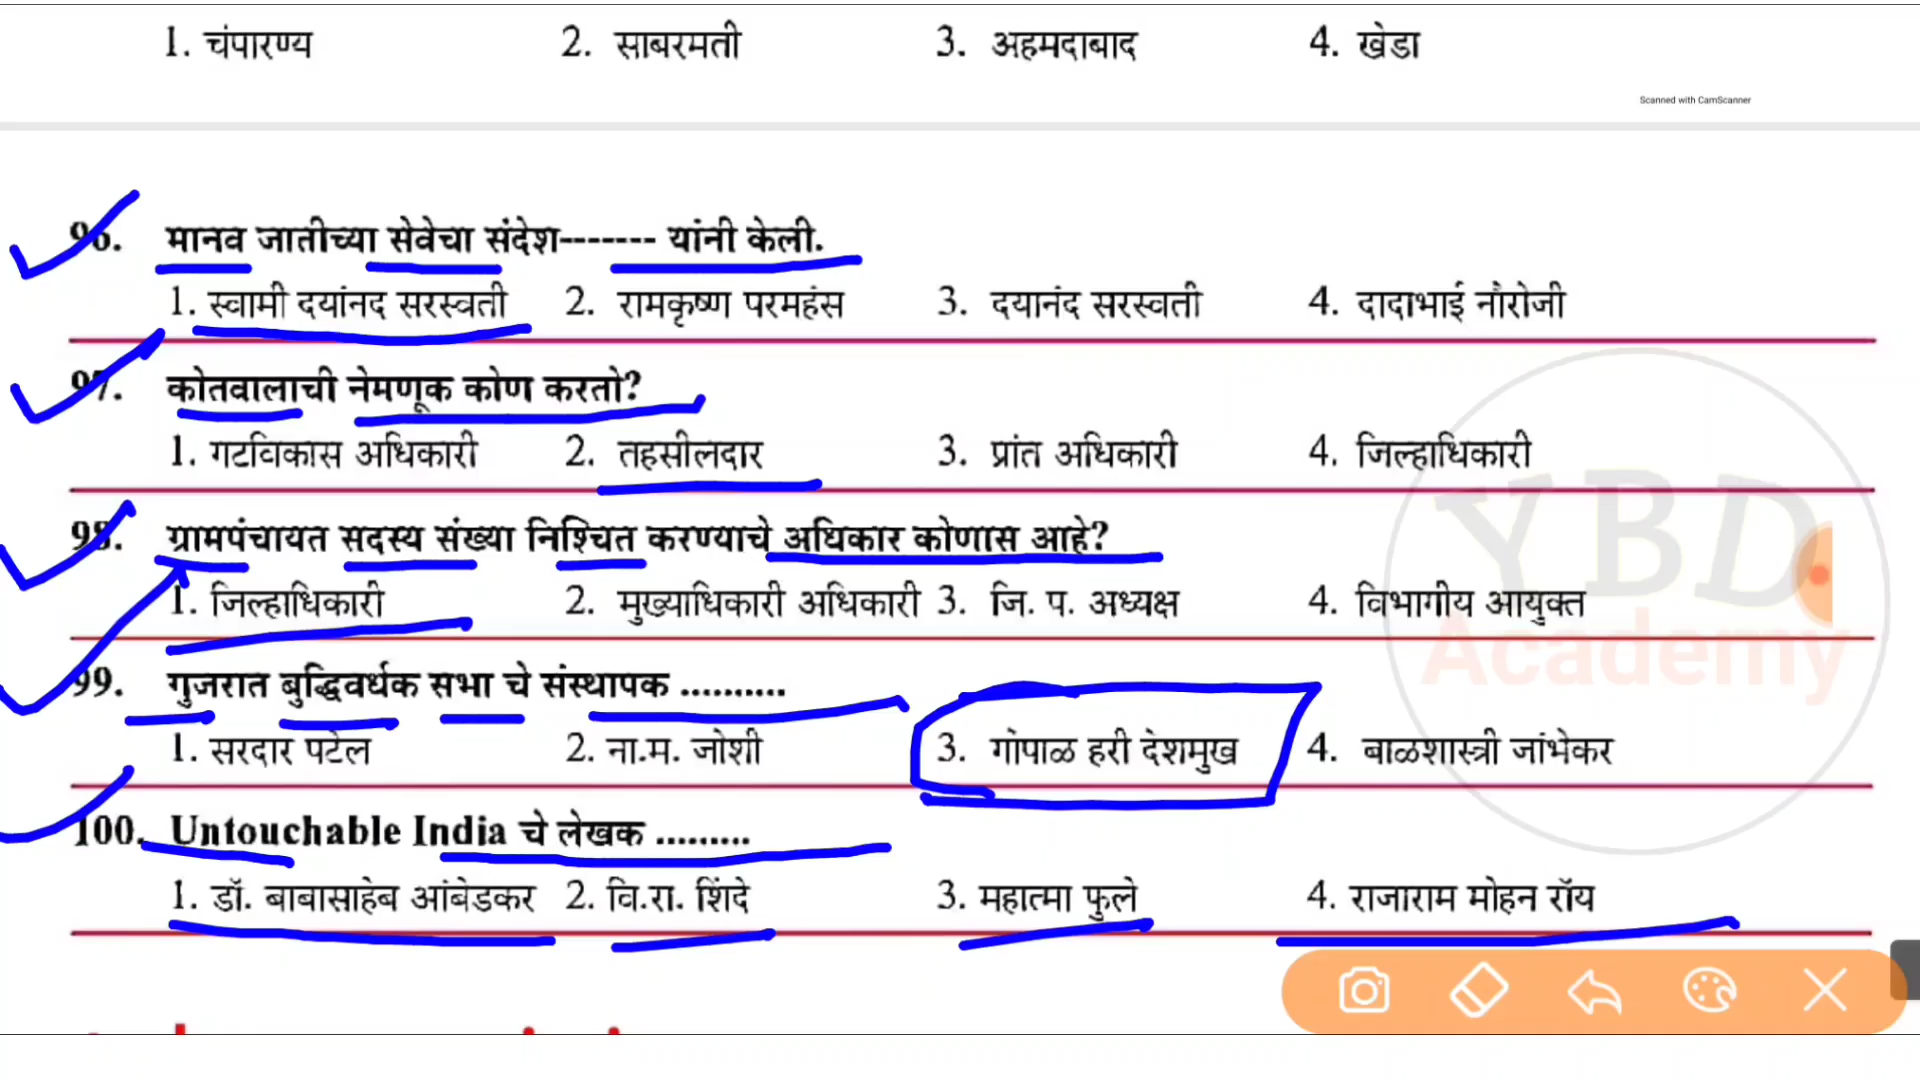 1. चंपारण्य 2. साबरमती 3. अहमदाबाद 4. खेडा
Scanned with CamScanner
96. मानव जातीच्या सेवेचा संदेश------- यांनी केली.
1. स्वामी दयांनद सरस्वती 2. रामकृष्ण परमहंस 3. दयानंद सरस्वती 4. दादाभाई नौरोजी
97. कोतवालाची नेमणूक कोण करतो?
1. गटविकास अधिकारी 2. तहसीलदार 3. प्रांत अधिकारी 4. जिल्हाधिकारी
98. ग्रामपंचायत सदस्य संख्या निश्चित करण्याचे अधिकार कोणास आहे?
1. जिल्हाधिकारी 2. मुख्याधिकारी अधिकारी 3. जि. प. अध्यक्ष 4. विभागीय आयुक्त
99. गुजरात बुद्धिवर्धक सभा चे संस्थापक ..........
1. सरदार पटेल 2. ना.म. जोशी 3. गोपाळ हरी देशमुख 4. बाळशास्त्री जांभेकर
100. Untouchable India चे लेखक .........
1. डॉ. बाबासाहेब आंबेडकर 2. वि.रा. शिंदे 3. महात्मा फुले 4. राजाराम मोहन रॉय
YBD
Academy